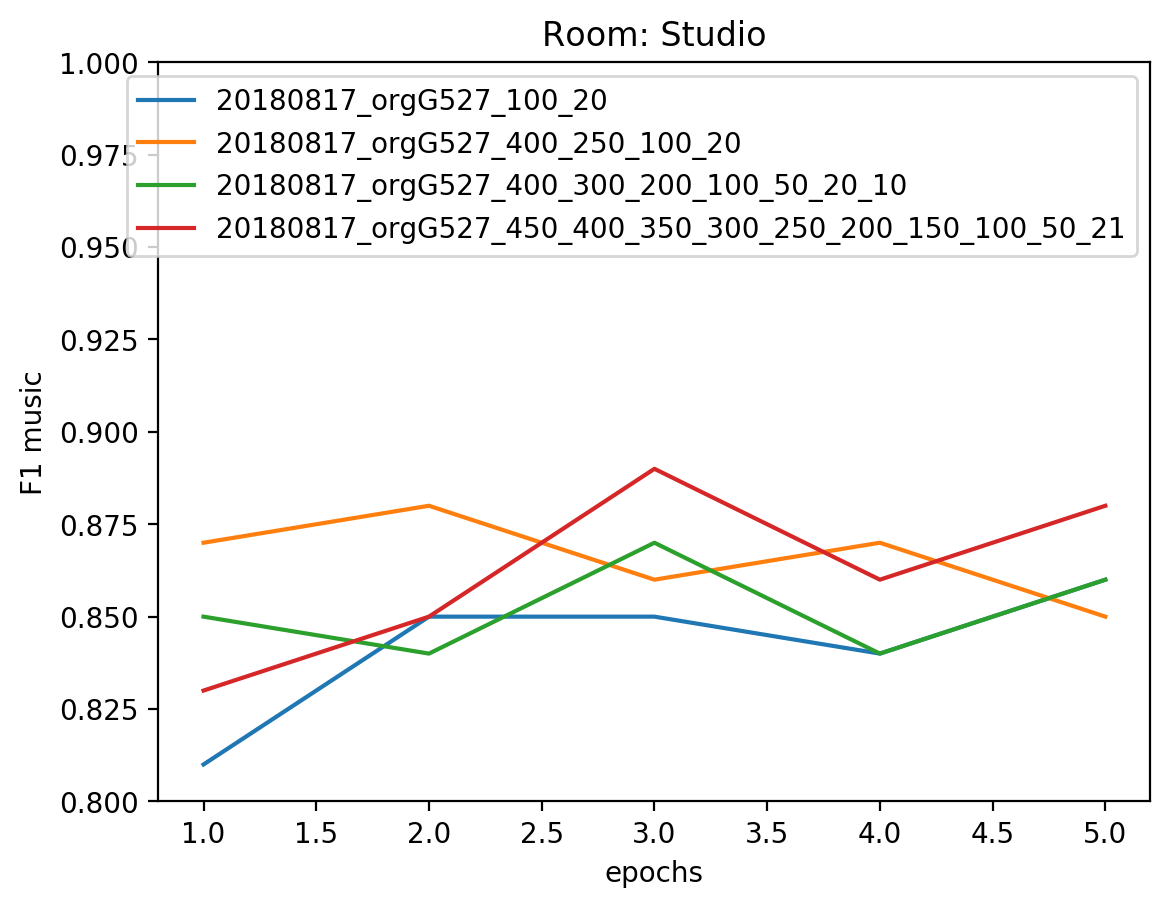 Room: Studio
1.000
0.975
0.950
0.925
0.900
0.875
0.850
0.825
0.800
F1 music
20180817_orgG527_100_20
20180817_orgG527_400_250_100_20
20180817_orgG527_400_300_200_100_50_20_10
20180817_orgG527_450_400_350_300_250_200_150_100_50_21
1.0 1.5 2.0 2.5 3.0 3.5 4.0 4.5 5.0
epochs